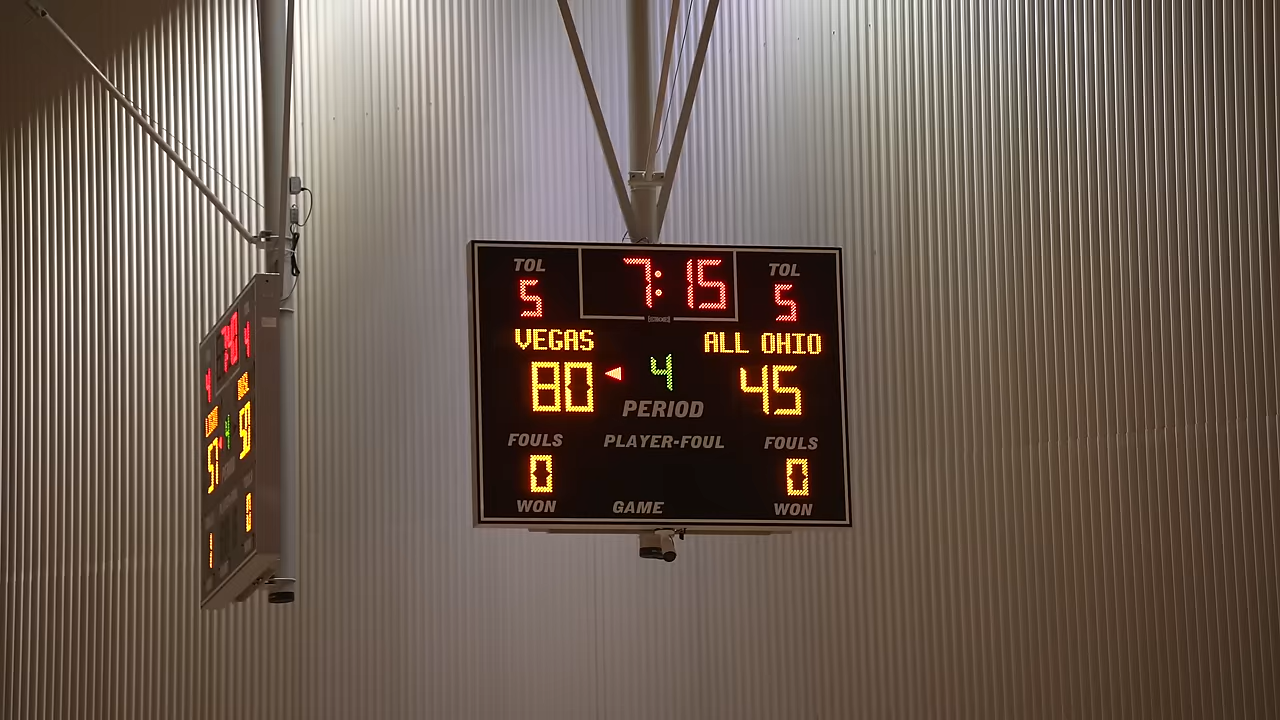 TOL 7:15 TOL
5 5
VEGAS ALL OHIO
80 4 45
PERIOD
FOULS PLAYER-FOUL FOULS
0 0
WON GAME WON